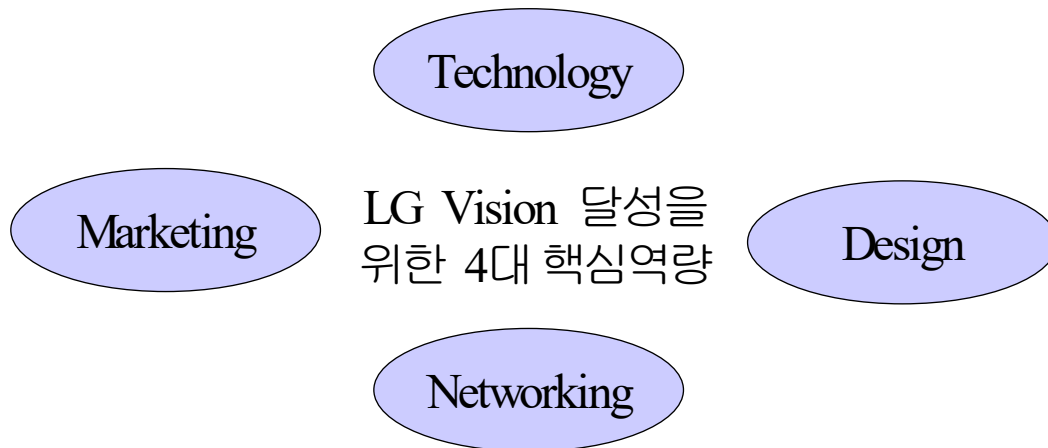 Technology
Marketing
LG Vision 달성을
위한 4대 핵심역량
Design
Networking